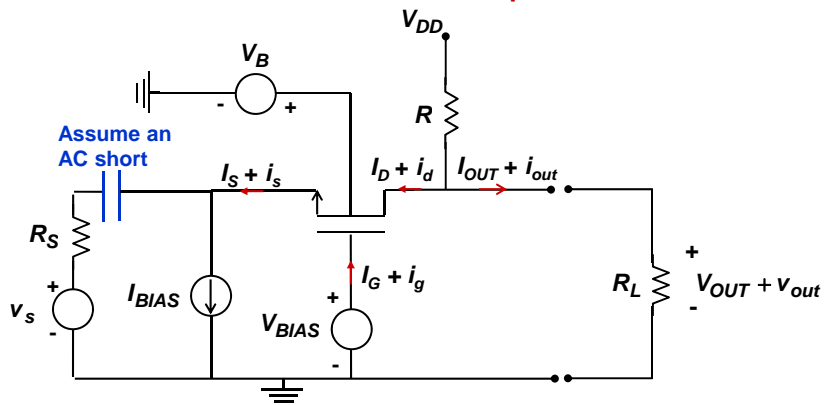 V_DD
V_B
- +
R
Assume an
AC short
I_S + i_s
I_D + i_d
I_OUT + i_out
R_S
I_G + i_g
+
v_s
-
I_BIAS
+
V_BIAS
-
R_L
+
V_OUT + v_out
-